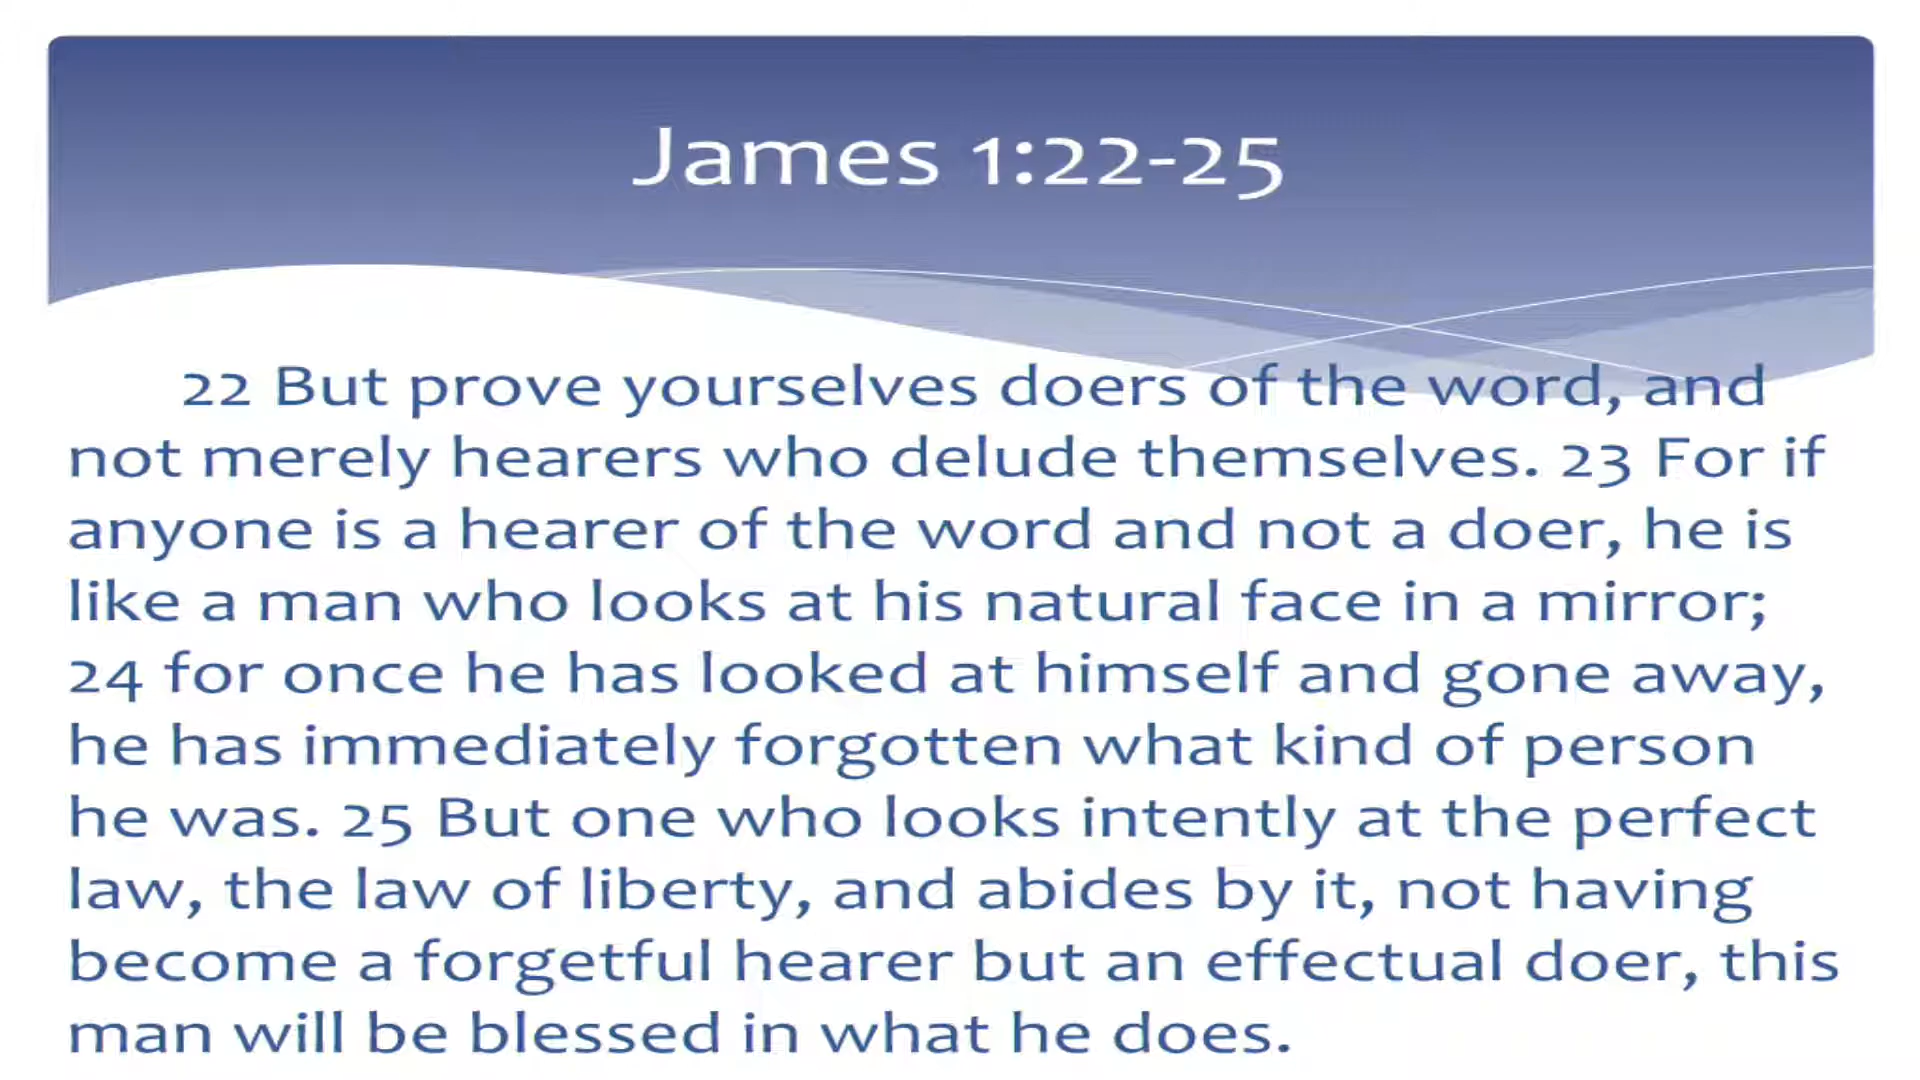 James 1:22-25
22 But prove yourselves doers of the word, and
not merely hearers who delude themselves. 23 For if
anyone is a hearer of the word and not a doer, he is
like a man who looks at his natural face in a mirror;
24 for once he has looked at himself and gone away,
he has immediately forgotten what kind of person
he was. 25 But one who looks intently at the perfect
law, the law of liberty, and abides by it, not having
become a forgetful hearer but an effectual doer, this
man will be blessed in what he does.